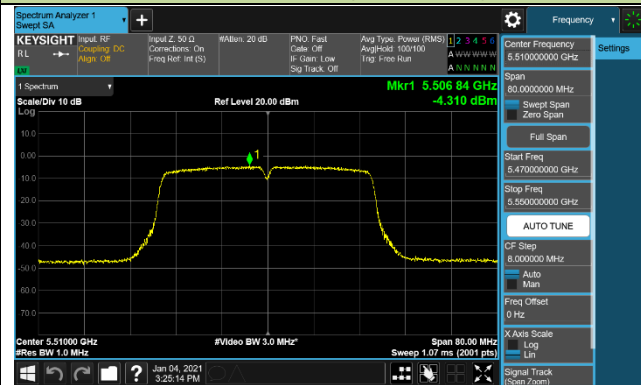 Spectrum Analyzer 1
Swept SA
Frequency
KEYSIGHT
RL
Input: RF
Coupling: DC
Align: Off
Input Z: 50 Ω
Corrections: On
Freq Ref: Int (S)
#Atten: 20 dB
PNO: Fast
Gate: Off
IF Gain: Low
Sig Track: Off
Avg Type: Power (RMS)
Avg|Hold: 100/100
Trig: Free Run
1 2 3 4 5 6
A W W W W W
A N N N N N
1 Spectrum
Scale/Div 10 dB
Log
Ref Level 20.00 dBm
Mkr1 5.506 84 GHz
-4.310 dBm
1
10.0
0.00
-10.0
-20.0
-30.0
-40.0
-50.0
-60.0
-70.0
Center 5.51000 GHz
#Res BW 1.0 MHz
#Video BW 3.0 MHz*
Span 80.00 MHz
Sweep 1.07 ms (2001 pts)
Jan 04, 2021
3:25:14 PM
Center Frequency
5.510000000 GHz
Settings
Span
80.0000000 MHz
Swept Span
Zero Span
Full Span
Start Freq
5.470000000 GHz
Stop Freq
5.550000000 GHz
AUTO TUNE
CF Step
8.000000 MHz
Auto
Man
Freq Offset
0 Hz
X Axis Scale
Log
Lin
Signal Track
(Span Zoom)